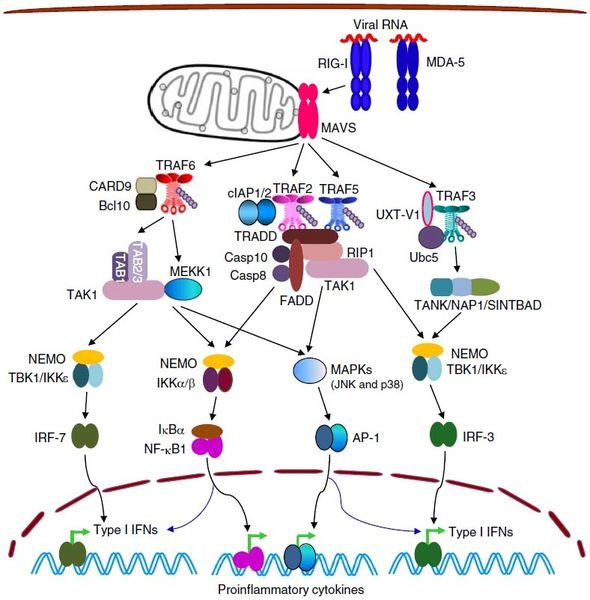 Viral RNA
RIG-I
MDA-5
MAVS
TRAF6
CARD9
Bcl10
cIAP1/2
TRAF2
TRAF5
TRAF3
UXT-V1
Ubc5
TRADD
Casp10
Casp8
RIP1
FADD
TAK1
TAB1
TAB2/3
MEKK1
TAK1
TANK/NAP1/SINTBAD
NEMO
TBK1/IKKε
NEMO
IKKα/β
MAPKs
(JNK and p38)
NEMO
TBK1/IKKε
IRF-7
IκBα
NF-κB1
AP-1
IRF-3
Type I IFNs
Type I IFNs
Proinflammatory cytokines